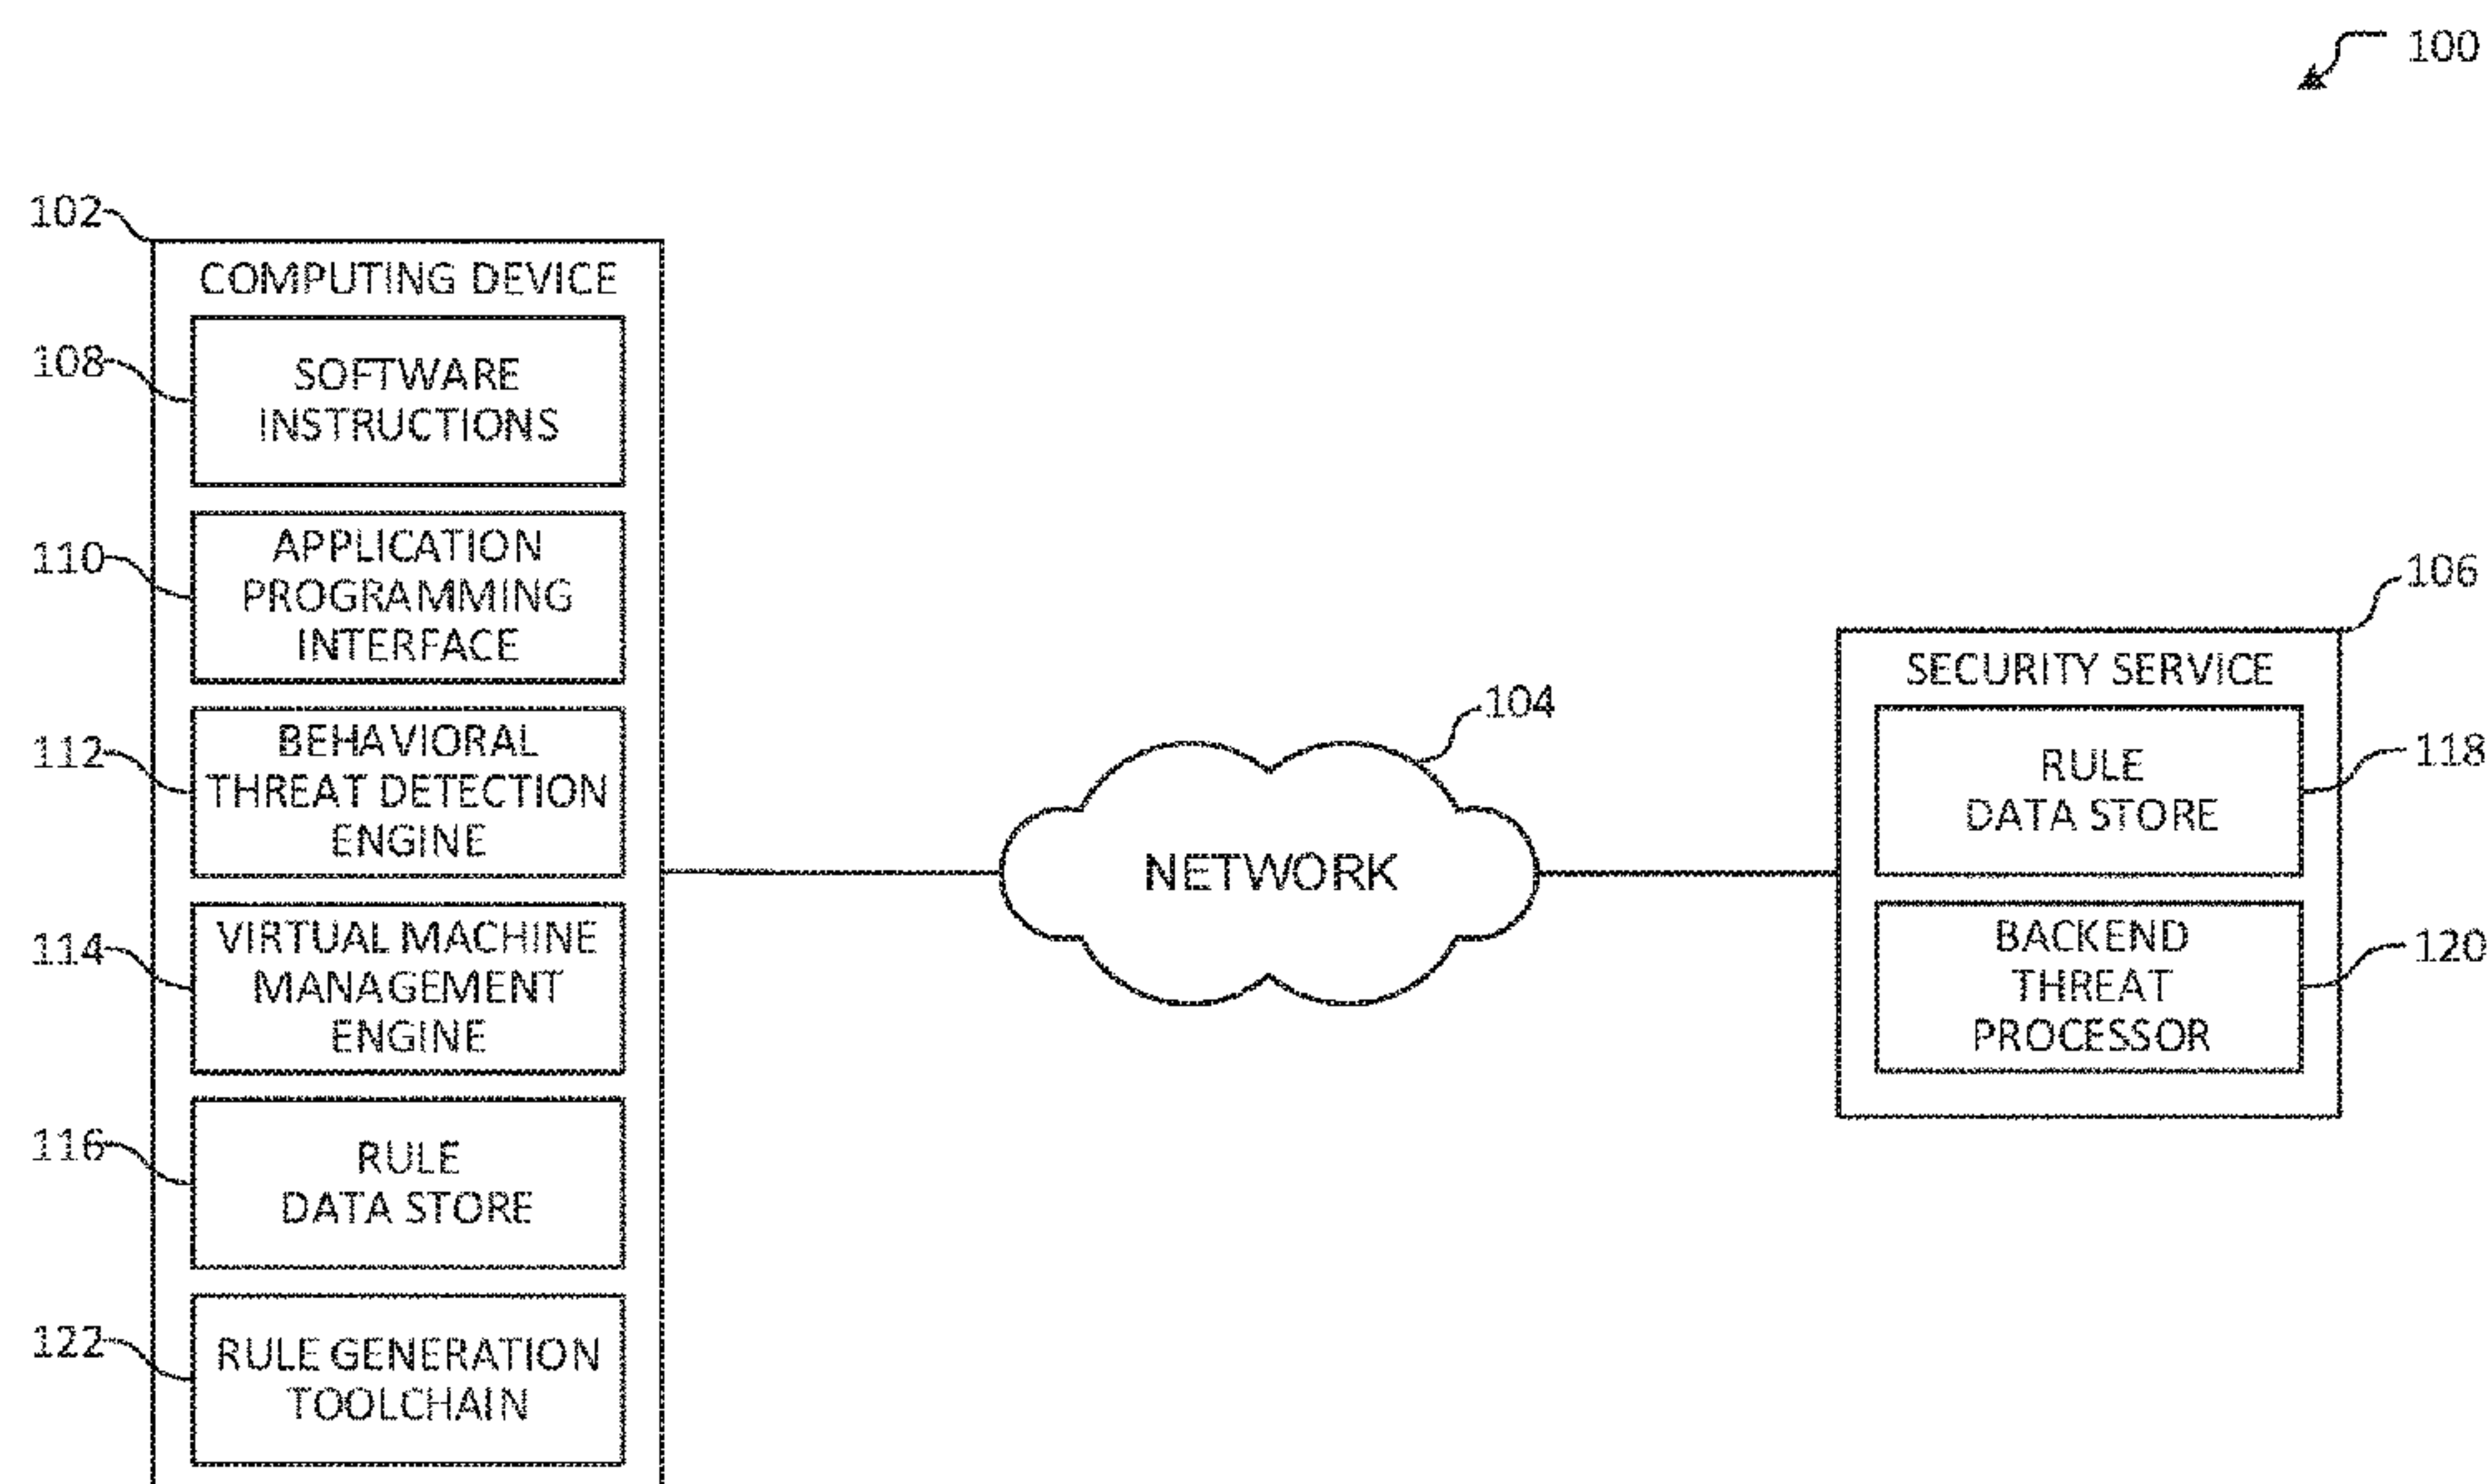 100
102
COMPUTING DEVICE
108
SOFTWARE
INSTRUCTIONS
110
APPLICATION
PROGRAMMING
INTERFACE
112
BEHAVIORAL
THREAT DETECTION
ENGINE
114
VIRTUAL MACHINE
MANAGEMENT
ENGINE
116
RULE
DATA STORE
122
RULE GENERATION
TOOLCHAIN
104
NETWORK
106
SECURITY SERVICE
118
RULE
DATA STORE
120
BACKEND
THREAT
PROCESSOR